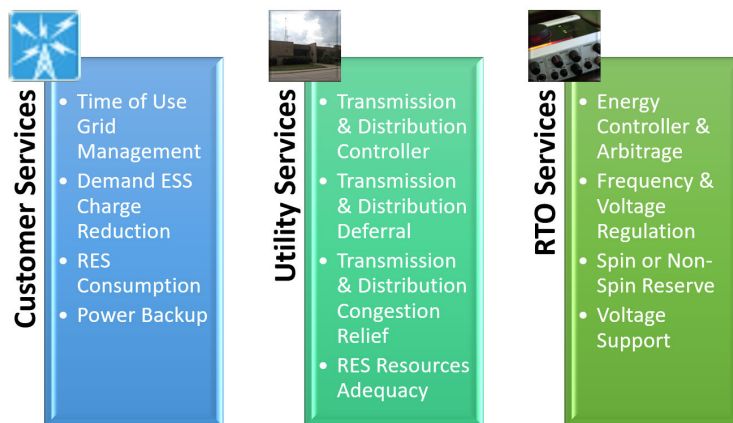 Customer Services
• Time of Use
Grid
Management
• Demand ESS
Charge
Reduction
• RES
Consumption
• Power Backup
Utility Services
• Transmission
& Distribution
Controller
• Transmission
& Distribution
Deferral
• Transmission
& Distribution
Congestion
Relief
• RES Resources
Adequacy
RTO Services
• Energy
Controller &
Arbitrage
• Frequency &
Voltage
Regulation
• Spin or Non-
Spin Reserve
• Voltage
Support